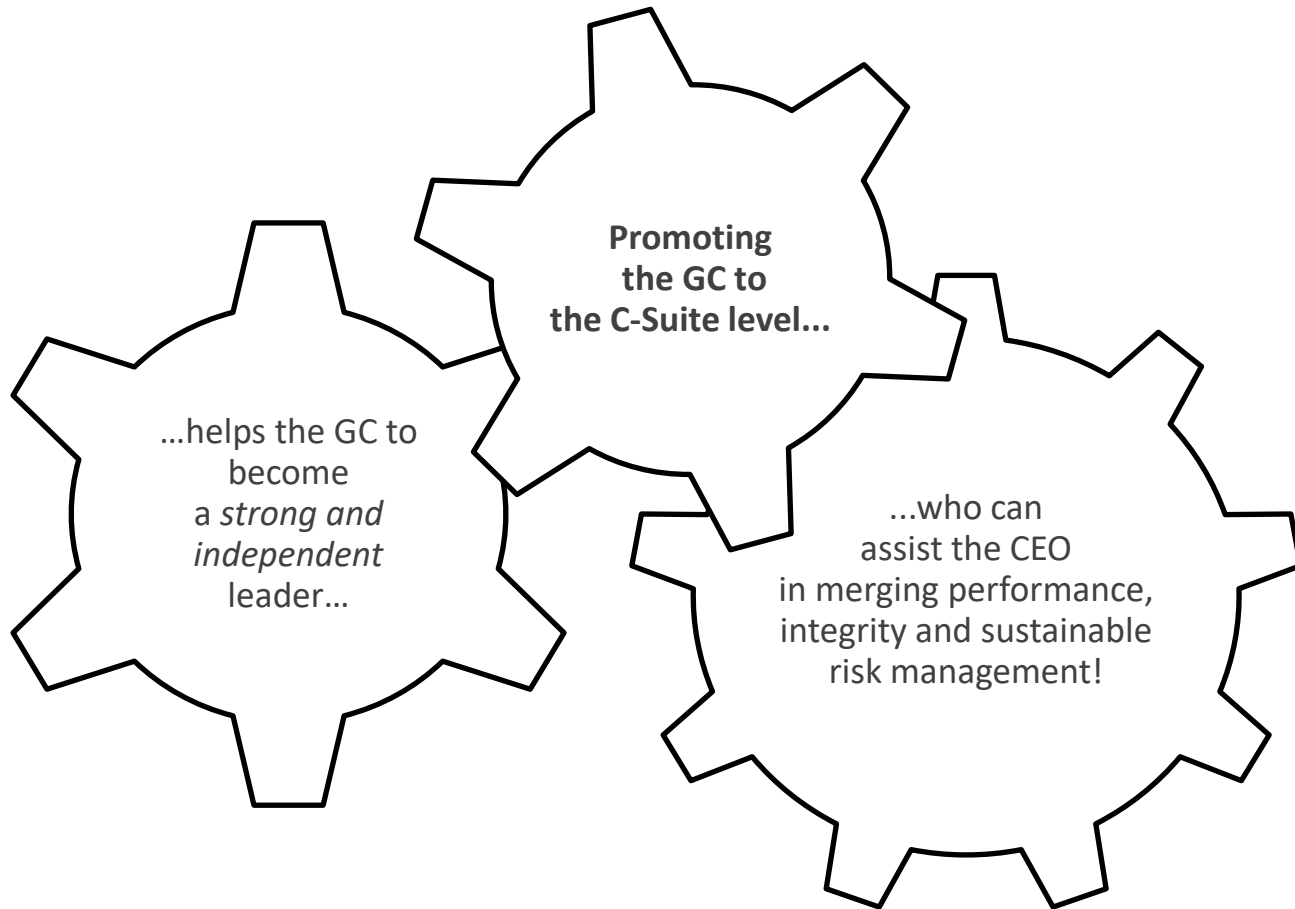 Promoting
the GC to
the C-Suite level...
...helps the GC to
become
a strong and
independent
leader...
...who can
assist the CEO
in merging performance,
integrity and sustainable
risk management!